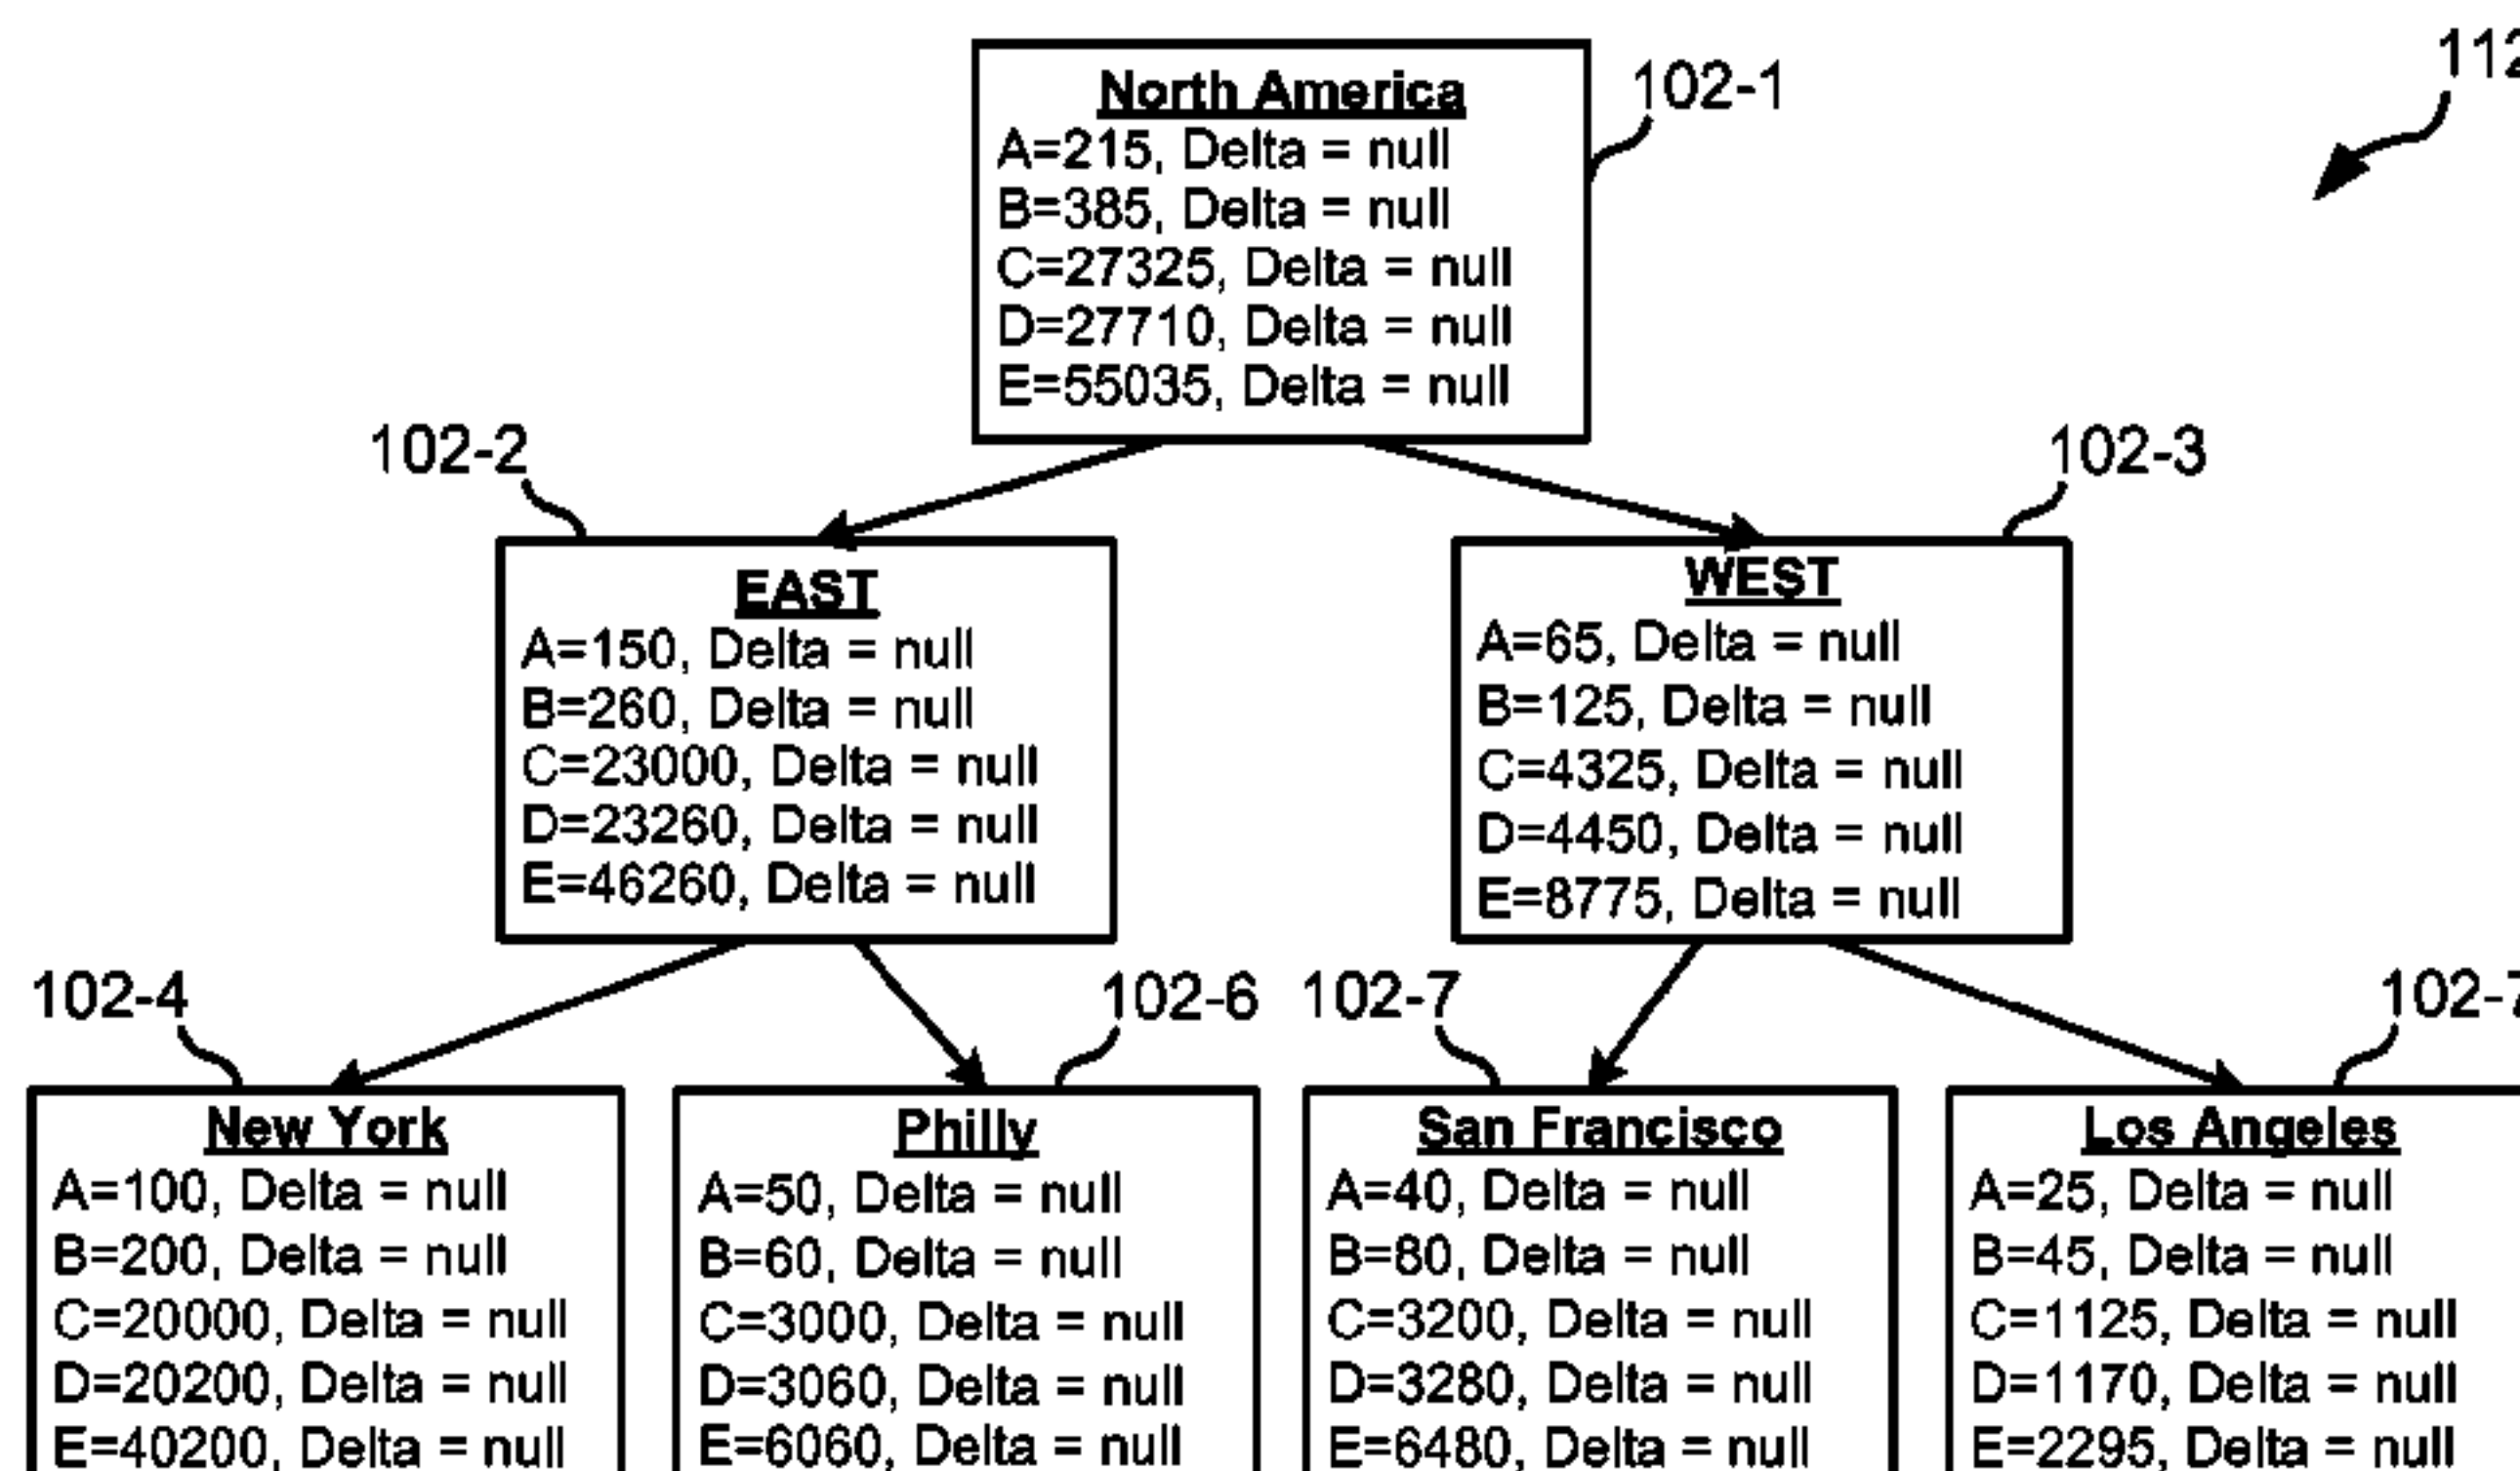 112
North America
102-1
A=215, Delta = null
B=385, Delta = null
C=27325, Delta = null
D=27710, Delta = null
E=55035, Delta = null
102-2
102-3
EAST
A=150, Delta = null
B=260, Delta = null
C=23000, Delta = null
D=23260, Delta = null
E=46260, Delta = null
WEST
A=65, Delta = null
B=125, Delta = null
C=4325, Delta = null
D=4450, Delta = null
E=8775, Delta = null
102-4
102-6
102-7
102-7
New York
A=100, Delta = null
B=200, Delta = null
C=20000, Delta = null
D=20200, Delta = null
E=40200, Delta = null
Philly
A=50, Delta = null
B=60, Delta = null
C=3000, Delta = null
D=3060, Delta = null
E=6060, Delta = null
San Francisco
A=40, Delta = null
B=80, Delta = null
C=3200, Delta = null
D=3280, Delta = null
E=6480, Delta = null
Los Angeles
A=25, Delta = null
B=45, Delta = null
C=1125, Delta = null
D=1170, Delta = null
E=2295, Delta = null